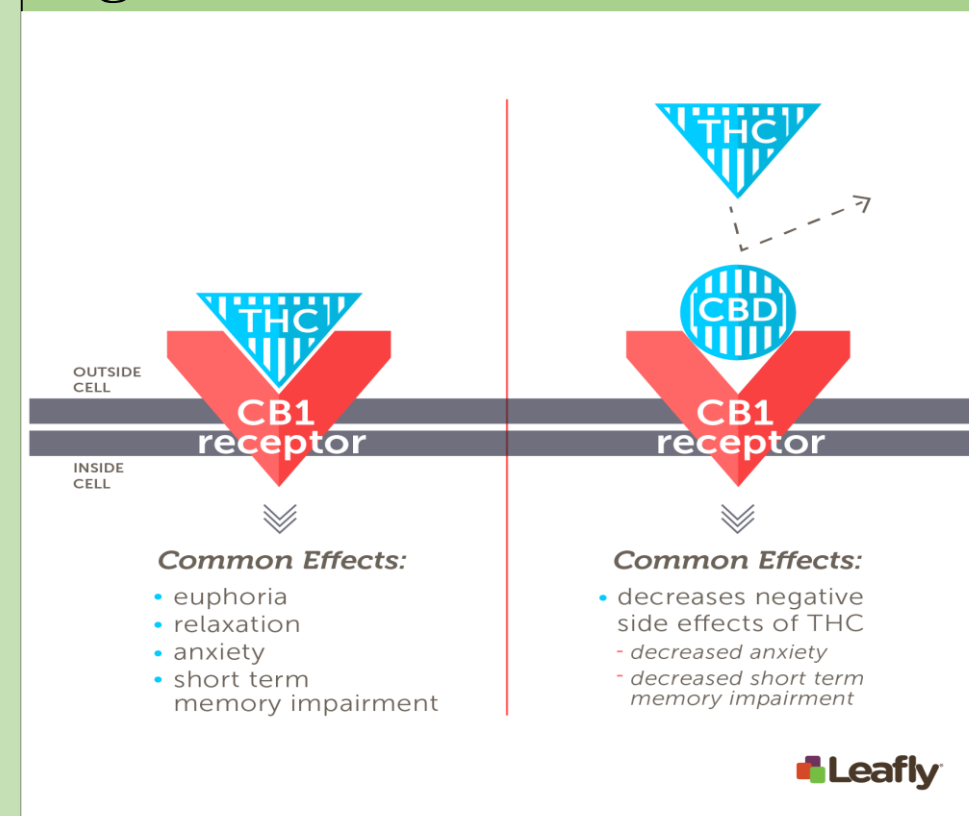 THC
OUTSIDE
CELL
CB1
receptor
INSIDE
CELL
Common Effects:
• euphoria
• relaxation
• anxiety
• short term
memory impairment
THC
CBD
CB1
receptor
Common Effects:
• decreases negative
side effects of THC
- decreased anxiety
- decreased short term
memory impairment
Leafly